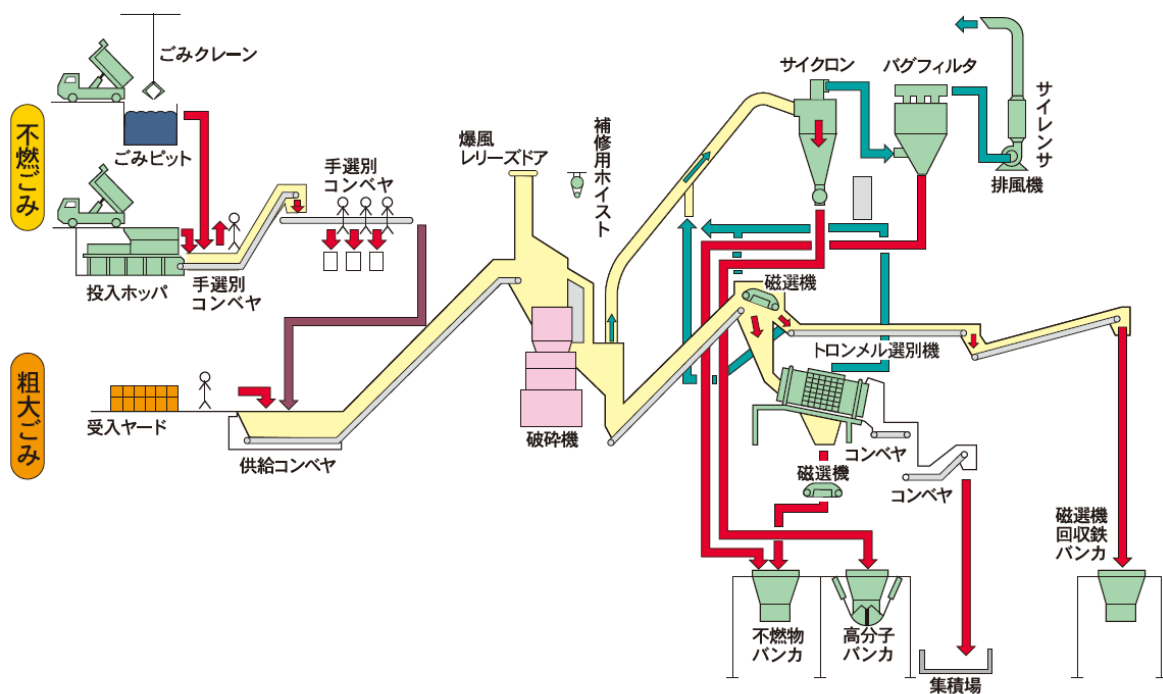 不燃ごみ
ごみクレーン
ごみピット
投入ホッパ
手選別
コンベヤ
手選別
コンベヤ
粗大ごみ
受入ヤード
供給コンベヤ
爆風
レリーズドア
補修用ホイスト
破砕機
サイクロン
バグフィルタ
サイレンサ
排風機
磁選機
トロンメル選別機
コンベヤ
コンベヤ
磁選機
磁選機
回収鉄
バンカ
不燃物
バンカ
高分子
バンカ
集積場